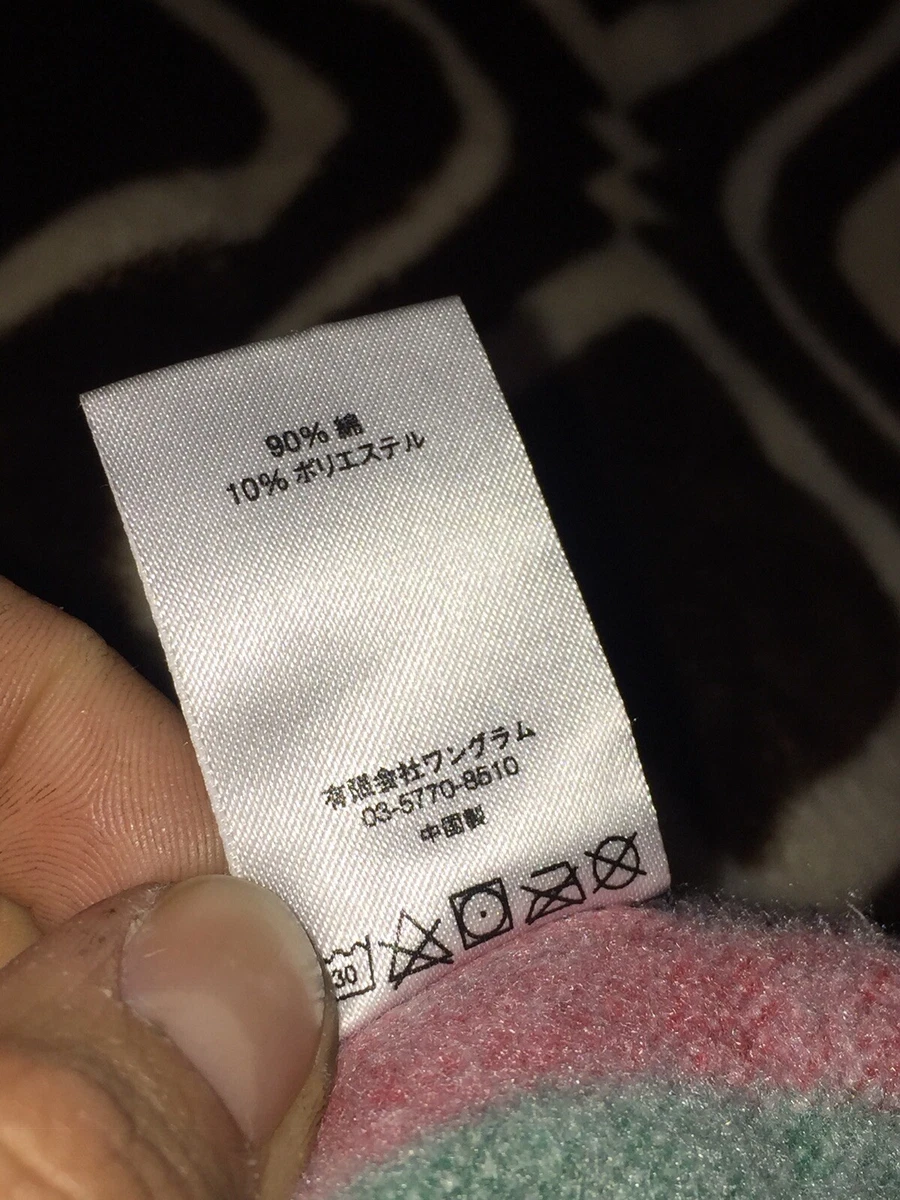 90% 綿
10% ポリエステル
有限会社ワングラム
03-5770-8510
中国製
30